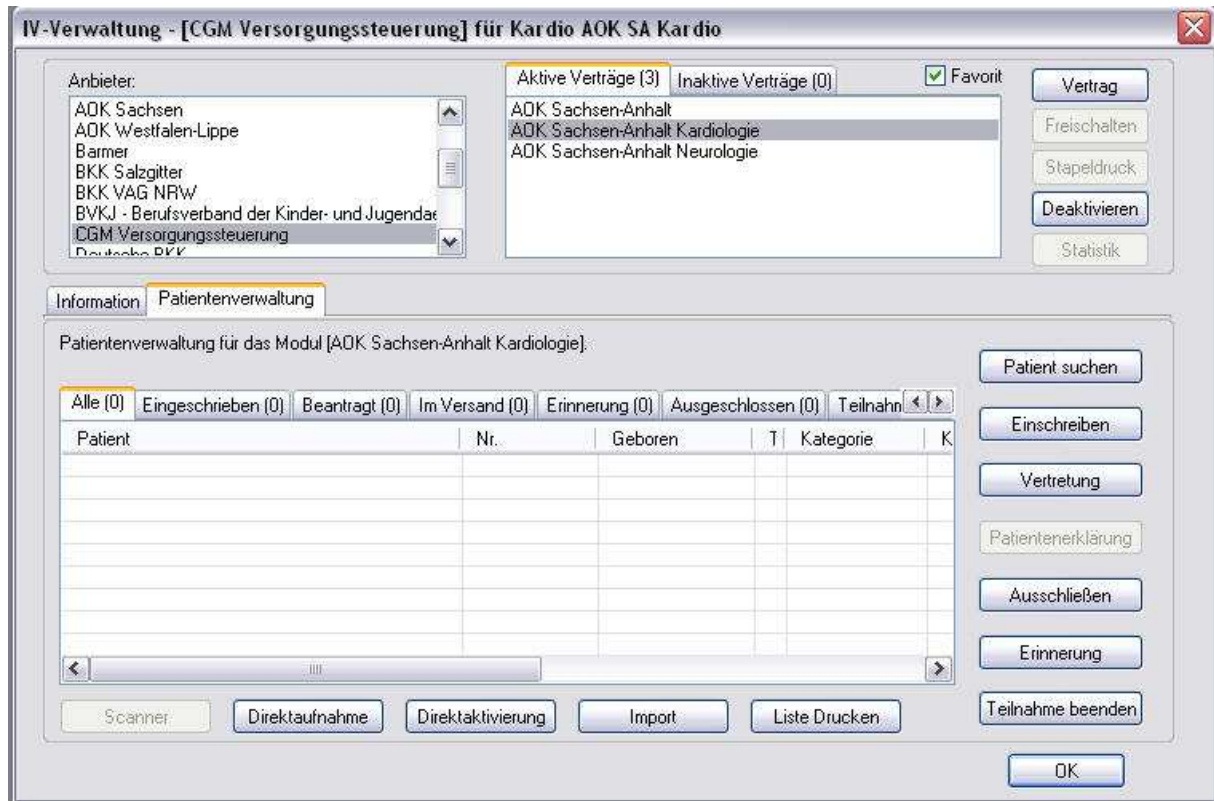 IV-Verwaltung - [CGM Versorgungssteuerung] für Kardio AOK SA Kardio
Anbieter:
AOK Sachsen
AOK Westfalen-Lippe
Barmer
BKK Salzgitter
BKK VAG NRW
BVKJ - Berufsverband der Kinder- und Jugendae
CGM Versorgungssteuerung
Deutsche BKK
Aktive Verträge (3) Inaktive Verträge (0)
Favorit
AOK Sachsen-Anhalt
AOK Sachsen-Anhalt Kardiologie
AOK Sachsen-Anhalt Neurologie
Vertrag
Freischalten
Stapeldruck
Deaktivieren
Statistik
Information Patientenverwaltung
Patientenverwaltung für das Modul [AOK Sachsen-Anhalt Kardiologie].
Alle (0) Eingeschrieben (0) Beantragt (0) Im Versand (0) Erinnerung (0) Ausgeschlossen (0) Teilnahm
Patient Nr. Geboren T Kategorie K
Patient suchen
Einschreiben
Vertretung
Patientenerklärung
Ausschließen
Erinnerung
Teilnahme beenden
Scanner Direktaufnahme Direktaktivierung Import Liste Drucken
OK